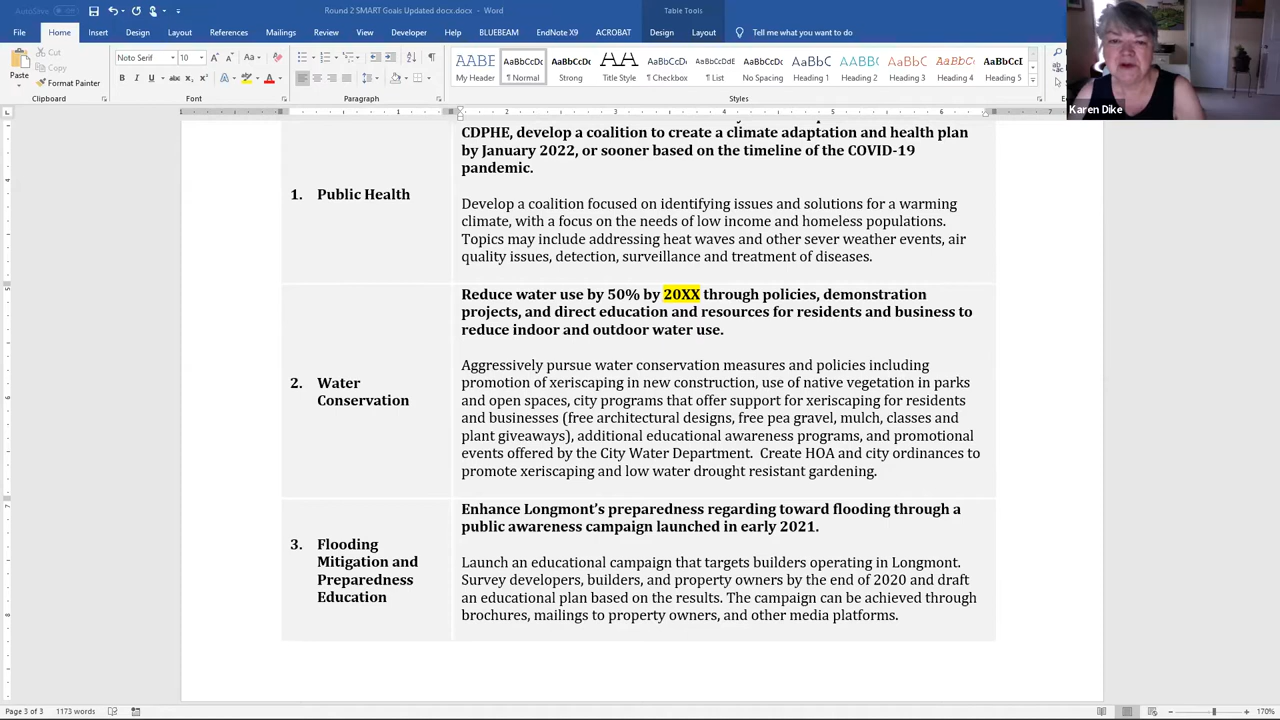 AutoSave
Round 2 SMART Goals Updated docx.docx - Word
Table Tools
File Home Insert Draw Design Layout References Mailings Review View Developer Help BLUEBEAM EndNote X9 ACROBAT Design Layout Tell me what you want to do
Paste
Cut
Copy
Format Painter
Clipboard
Noto Serif 10
Font
Paragraph
My Header ¶ Normal Strong Title Style ¶ Checkbox ¶ List No Spacing Heading 1 Heading 2 Heading 3 Heading 4 Heading 5
Styles
Karen Dike
CDPHE, develop a coalition to create a climate adaptation and health plan
by January 2022, or sooner based on the timeline of the COVID-19
pandemic.
1. Public Health
Develop a coalition focused on identifying issues and solutions for a warming
climate, with a focus on the needs of low income and homeless populations.
Topics may include addressing heat waves and other sever weather events, air
quality issues, detection, surveillance and treatment of diseases.
Reduce water use by 50% by 20XX through policies, demonstration
projects, and direct education and resources for residents and business to
reduce indoor and outdoor water use.
2. Water
Conservation
Aggressively pursue water conservation measures and policies including
promotion of xeriscaping in new construction, use of native vegetation in parks
and open spaces, city programs that offer support for xeriscaping for residents
and businesses (free architectural designs, free pea gravel, mulch, classes and
plant giveaways), additional educational awareness programs, and promotional
events offered by the City Water Department. Create HOA and city ordinances to
promote xeriscaping and low water drought resistant gardening.
3. Flooding
Mitigation and
Preparedness
Education
Enhance Longmont's preparedness regarding toward flooding through a
public awareness campaign launched in early 2021.
Launch an educational campaign that targets builders operating in Longmont.
Survey developers, builders, and property owners by the end of 2020 and draft
an educational plan based on the results. The campaign can be achieved through
brochures, mailings to property owners, and other media platforms.
Page 3 of 3 1173 words
170%